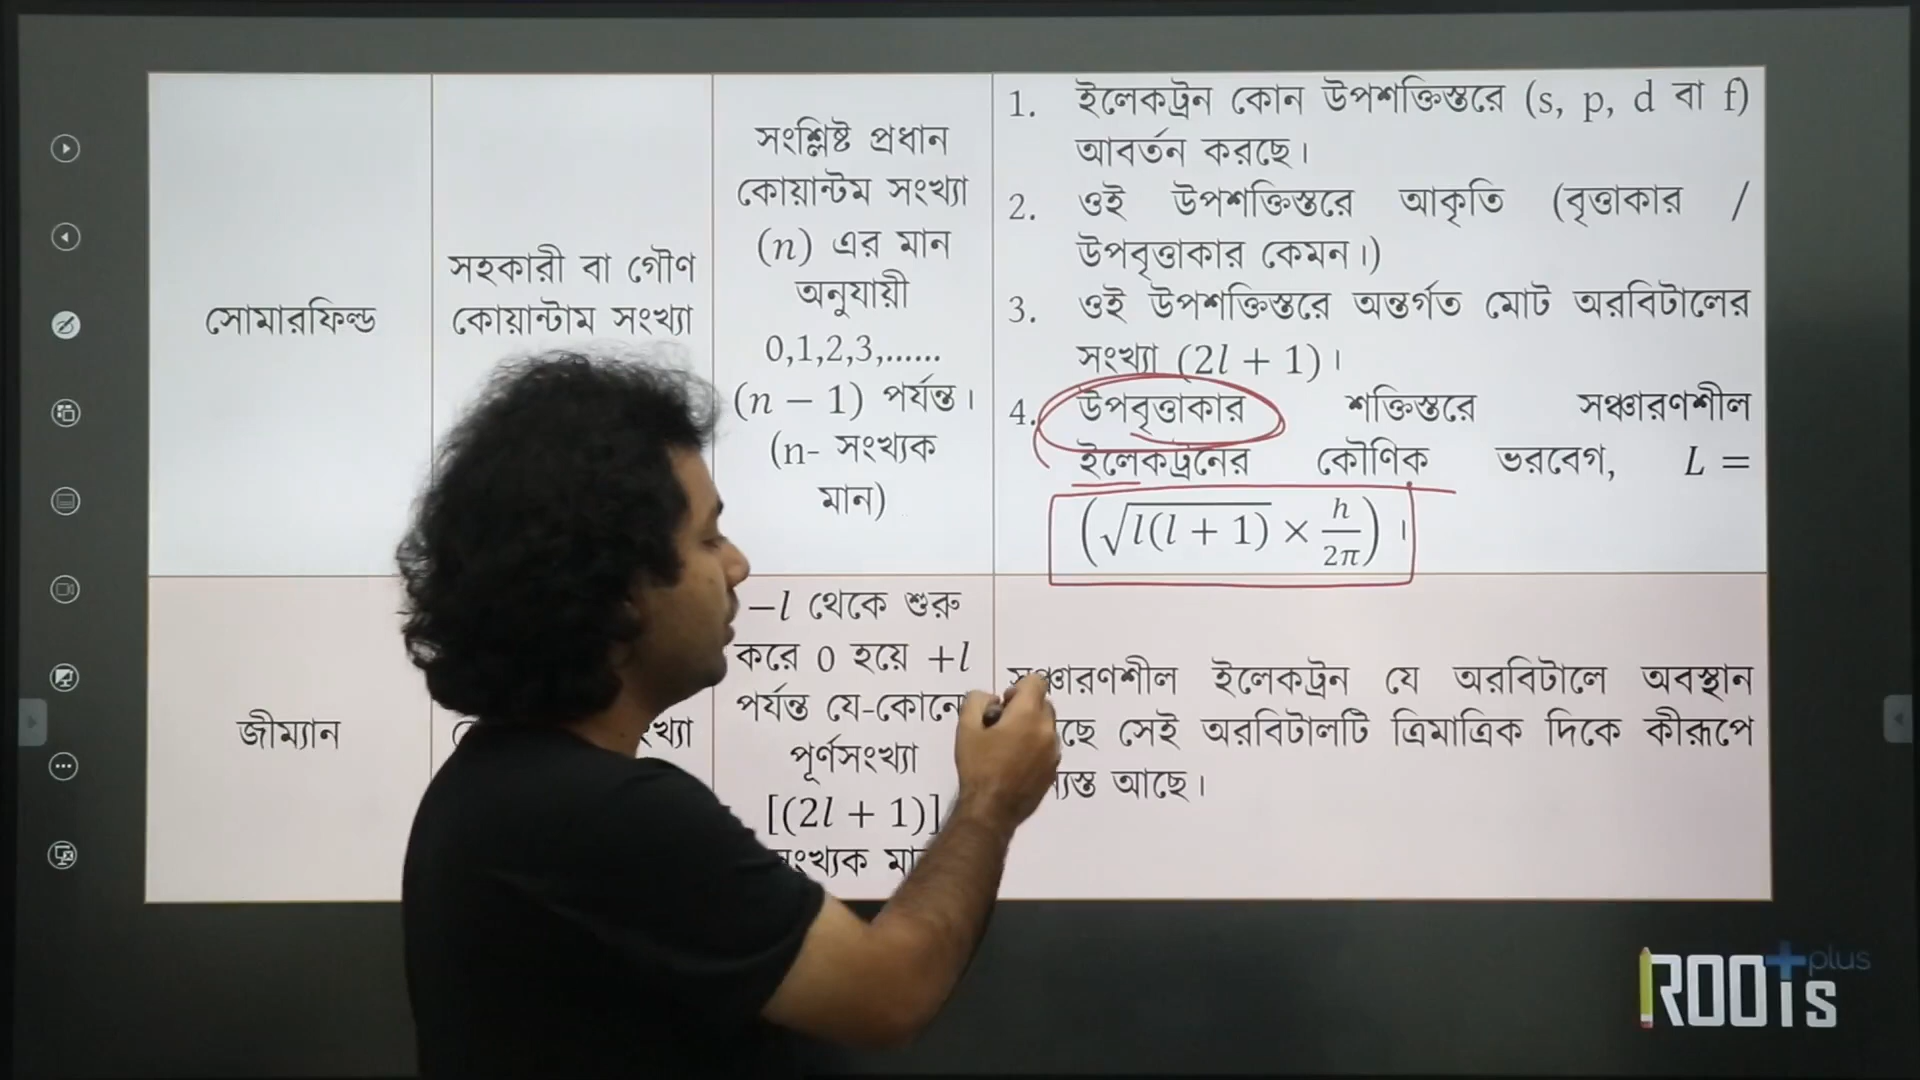 সোমারফিল্ড
সহকারী বা গৌণ
কোয়ান্টাম সংখ্যা
সংশ্লিষ্ট প্রধান
কোয়ান্টম সংখ্যা
(n) এর মান
অনুযায়ী
0,1,2,3,......
(n − 1) পর্যন্ত।
(n- সংখ্যক
মান)
1. ইলেকট্রন কোন উপশক্তিস্তরে (s, p, d বা f)
আবর্তন করছে।
2. ওই উপশক্তিস্তরে আকৃতি (বৃত্তাকার /
উপবৃত্তাকার কেমন।)
3. ওই উপশক্তিস্তরে অন্তর্গত মোট অরবিটালের
সংখ্যা (2l + 1)।
4. উপবৃত্তাকার শক্তিস্তরে সঞ্চারণশীল
ইলেকট্রনের কৌণিক ভরবেগ, L =
(√l(l + 1) × h/2π)।
জীম্যান
−l থেকে শুরু
করে 0 হয়ে +l
পর্যন্ত যে-কোনো
পূর্ণসংখ্যা
[(2l + 1)]
সঞ্চারণশীল ইলেকট্রন যে অরবিটালে অবস্থান
সেই অরবিটালটি ত্রিমাত্রিক দিকে কীরূপে
আছে।
ROOTs plus